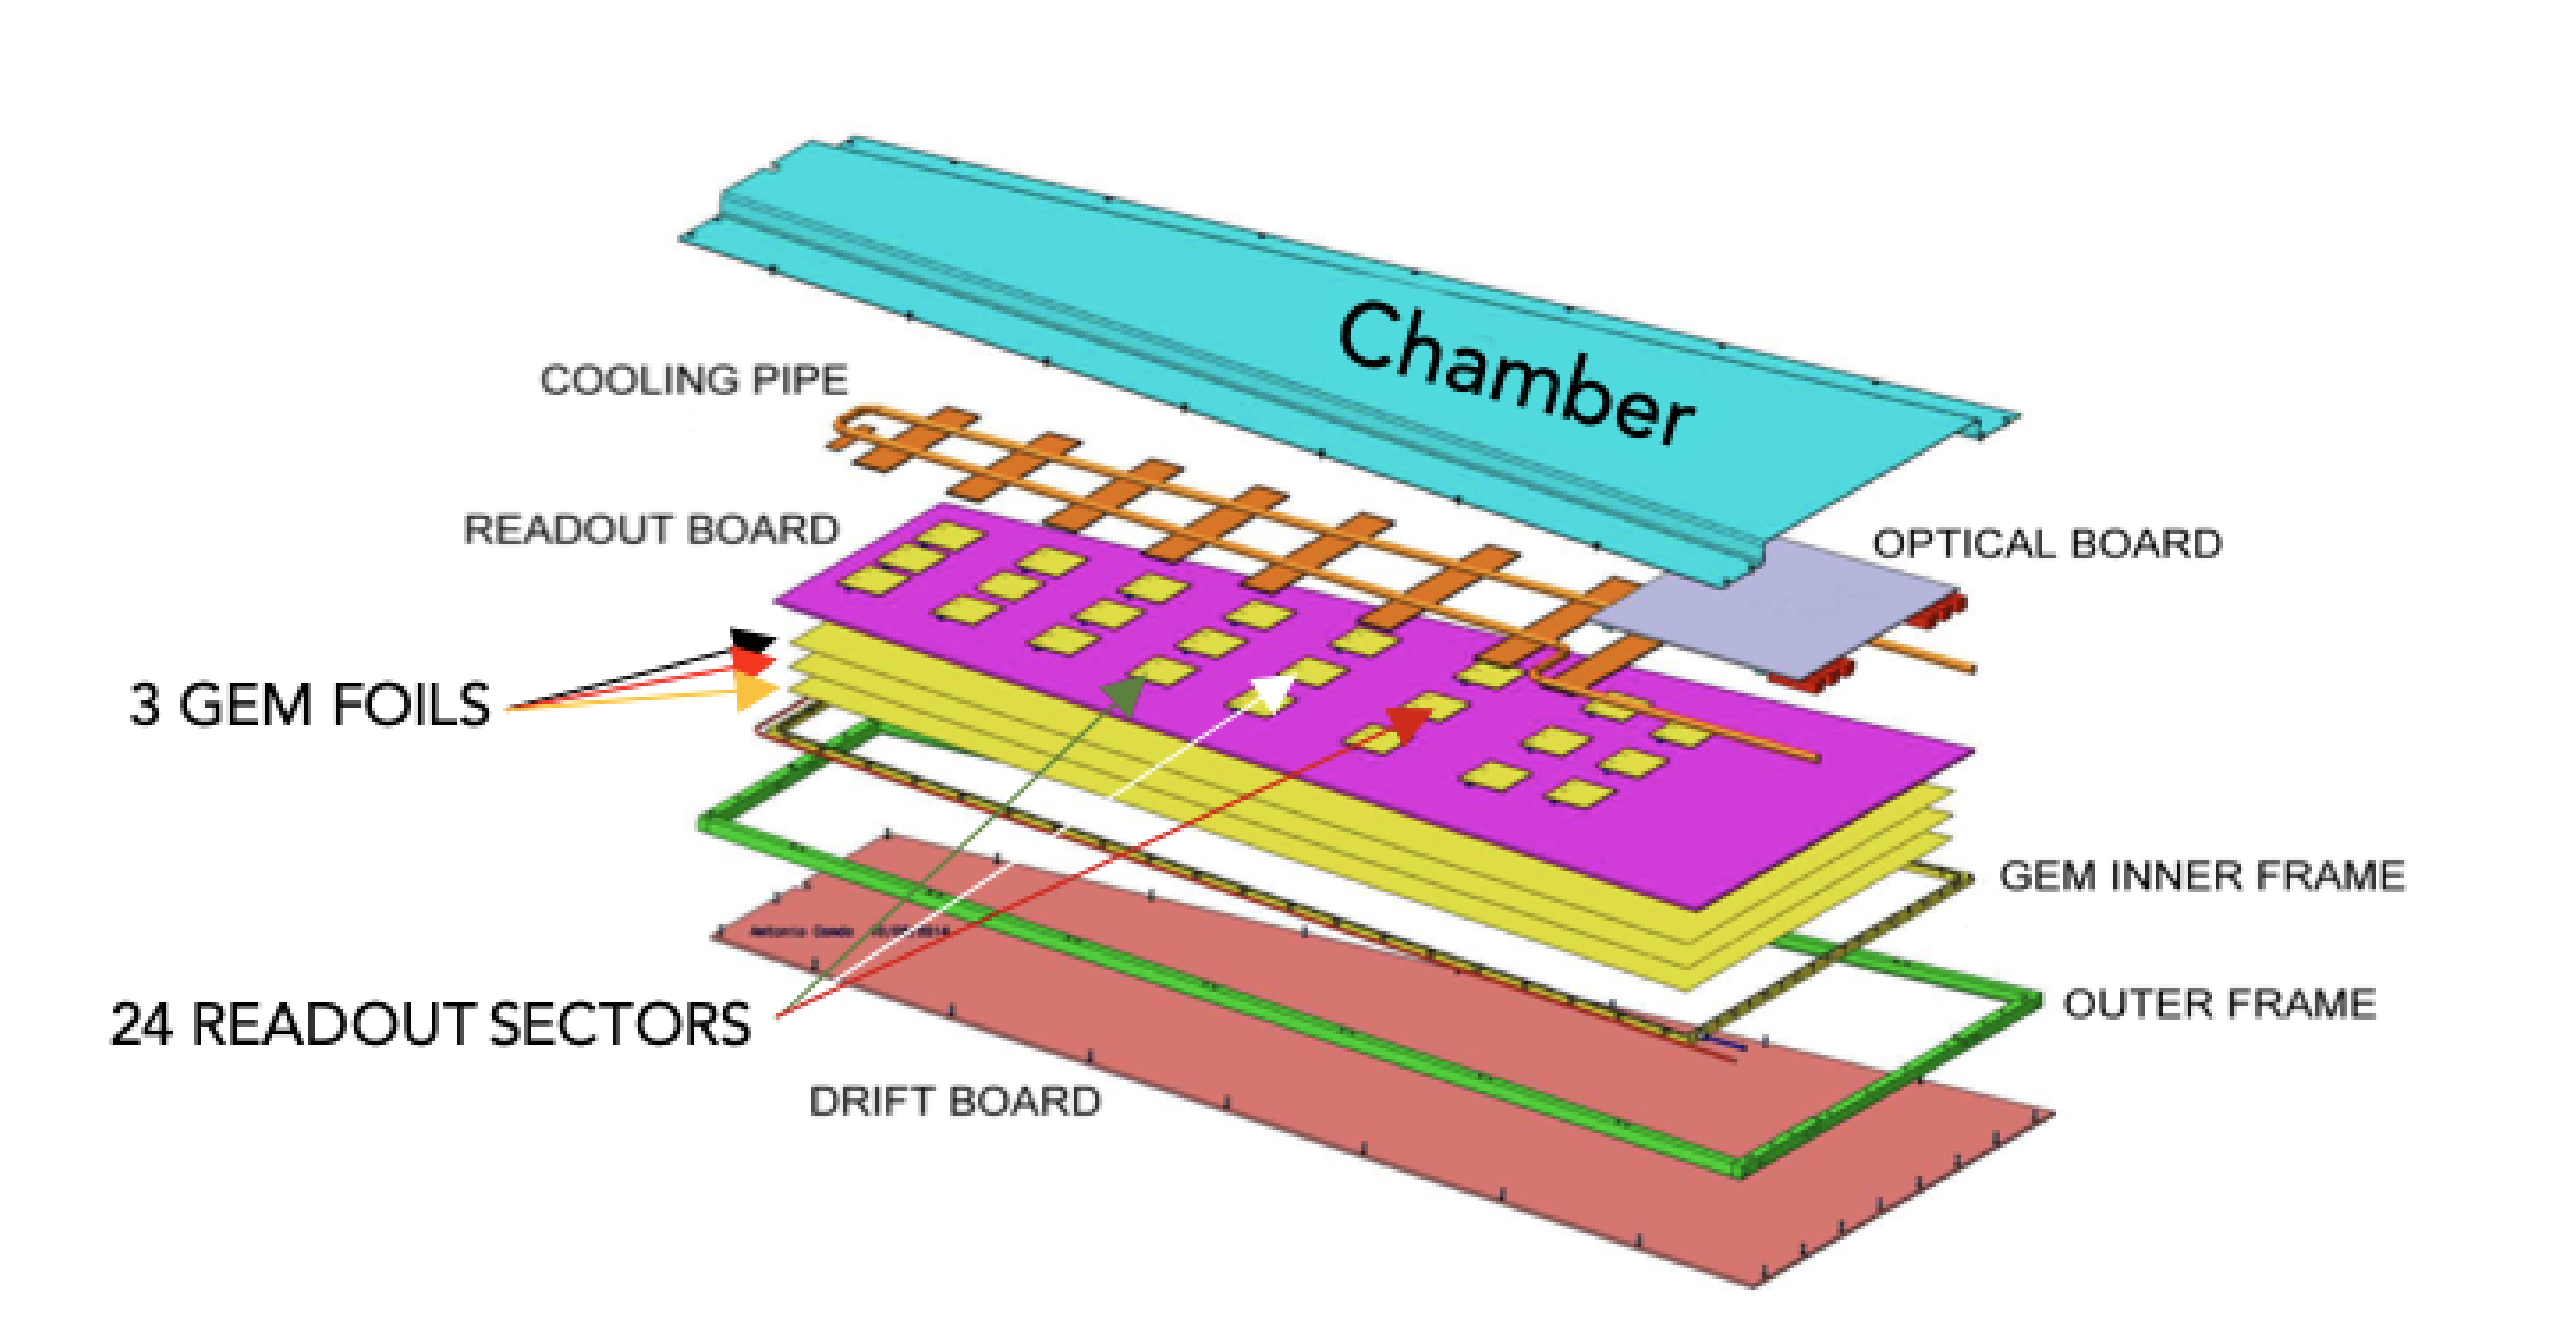 Chamber
COOLING PIPE
READOUT BOARD
OPTICAL BOARD
3 GEM FOILS
GEM INNER FRAME
Antonio
OUTER FRAME
24 READOUT SECTORS
DRIFT BOARD